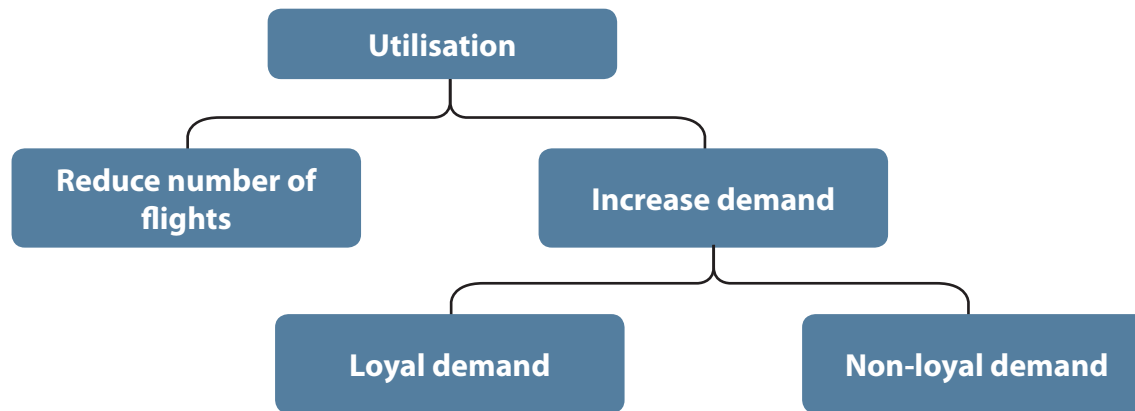 Utilisation
Reduce number of
flights
Increase demand
Loyal demand
Non-loyal demand